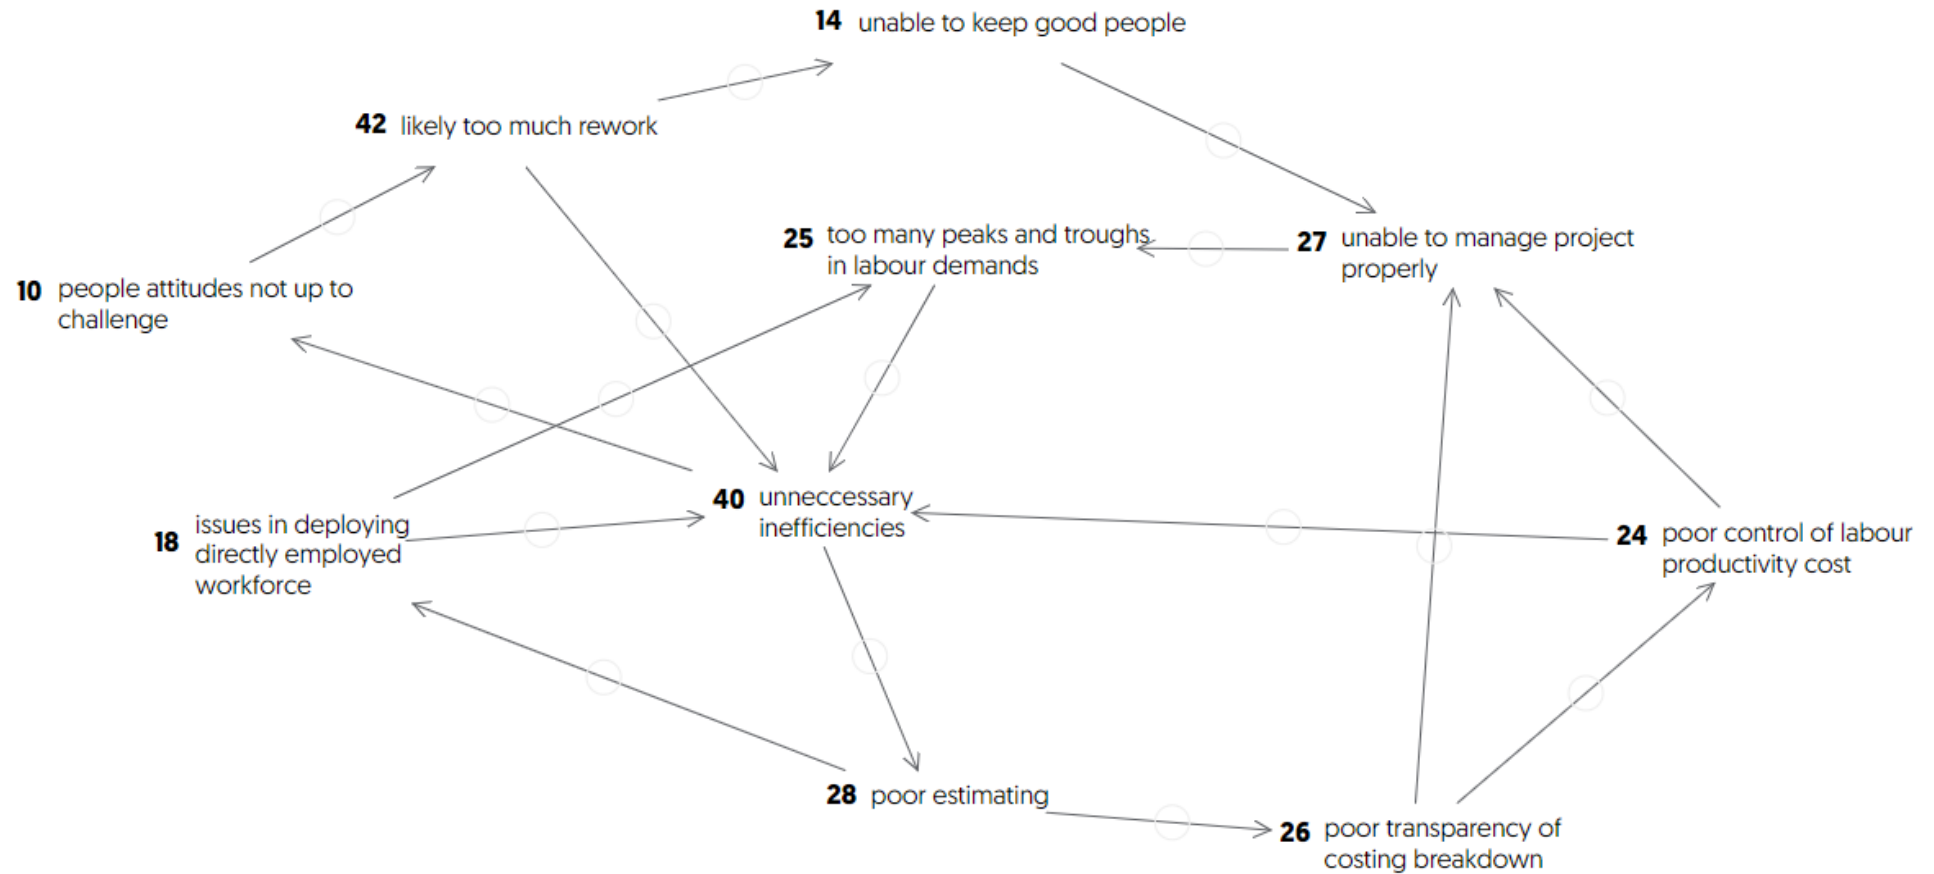 14 unable to keep good people
42 likely too much rework
25 too many peaks and troughs
in labour demands
27 unable to manage project
properly
10 people attitudes not up to
challenge
40 unneccessary
inefficiencies
18 issues in deploying
directly employed
workforce
24 poor control of labour
productivity cost
28 poor estimating
26 poor transparency of
costing breakdown